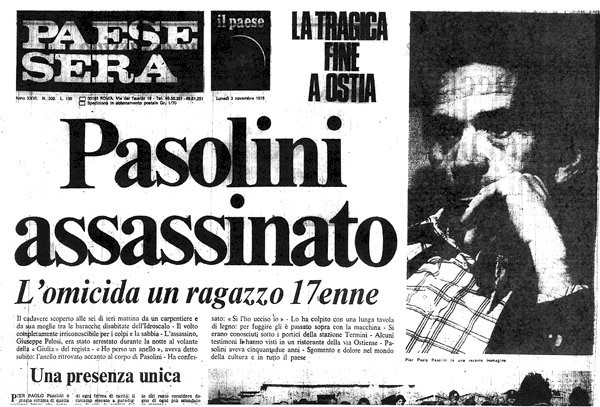 PAESE
SERA
il paese
LA TRAGICA
FINE
A OSTIA
Lunedì 3 novembre 1975
Pasolini
assassinato
L'omicida un ragazzo 17enne
Il cadavere scoperto alle sei di ieri mattina da un carpentiere e
da sua moglie tra le baracche disabitate dell'Idroscalo - Il volto
completamente irriconoscibile per i colpi e la sabbia - L'assassino,
Giuseppe Pelosi, era stato arrestato durante la notte al volante
della «Giulia» del regista - «Ho perso un anello», aveva detto
subito: l'anello ritrovato accanto al corpo di Pasolini - Ha confes-
sato: «Sì l'ho ucciso io» - Lo ha colpito con una lunga tavola
di legno: per fuggire gli è passato sopra con la macchina - Si
erano conosciuti sotto i portici della stazione Termini - Alcuni
testimoni li hanno visti in un ristorante della via Ostiense - Pa-
solini aveva cinquantadue anni - Sgomento e dolore nel mondo
della cultura e in tutto il paese
Pier Paolo Pasolini in una recente immagine
Una presenza unica